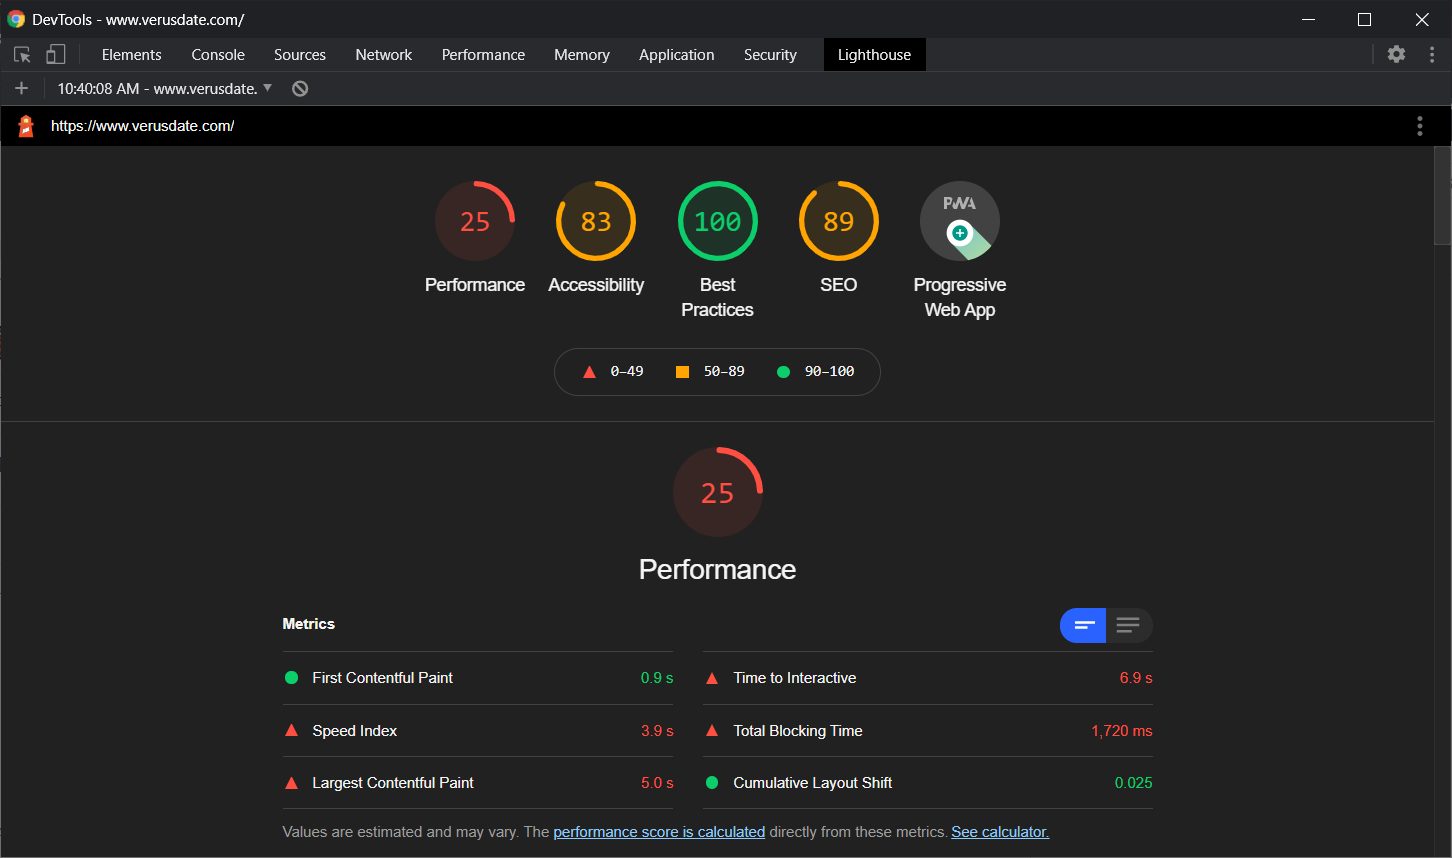 DevTools - www.verusdate.com/
Elements Console Sources Network Performance Memory Application Security Lighthouse
10:40:08 AM - www.verusdate.
https://www.verusdate.com/
25 83 100 89 PWA
Performance Accessibility Best Practices SEO Progressive Web App
0–49 50–89 90–100
25
Performance
Metrics
First Contentful Paint 0.9 s
Time to Interactive 6.9 s
Speed Index 3.9 s
Total Blocking Time 1,720 ms
Largest Contentful Paint 5.0 s
Cumulative Layout Shift 0.025
Values are estimated and may vary. The performance score is calculated directly from these metrics. See calculator.